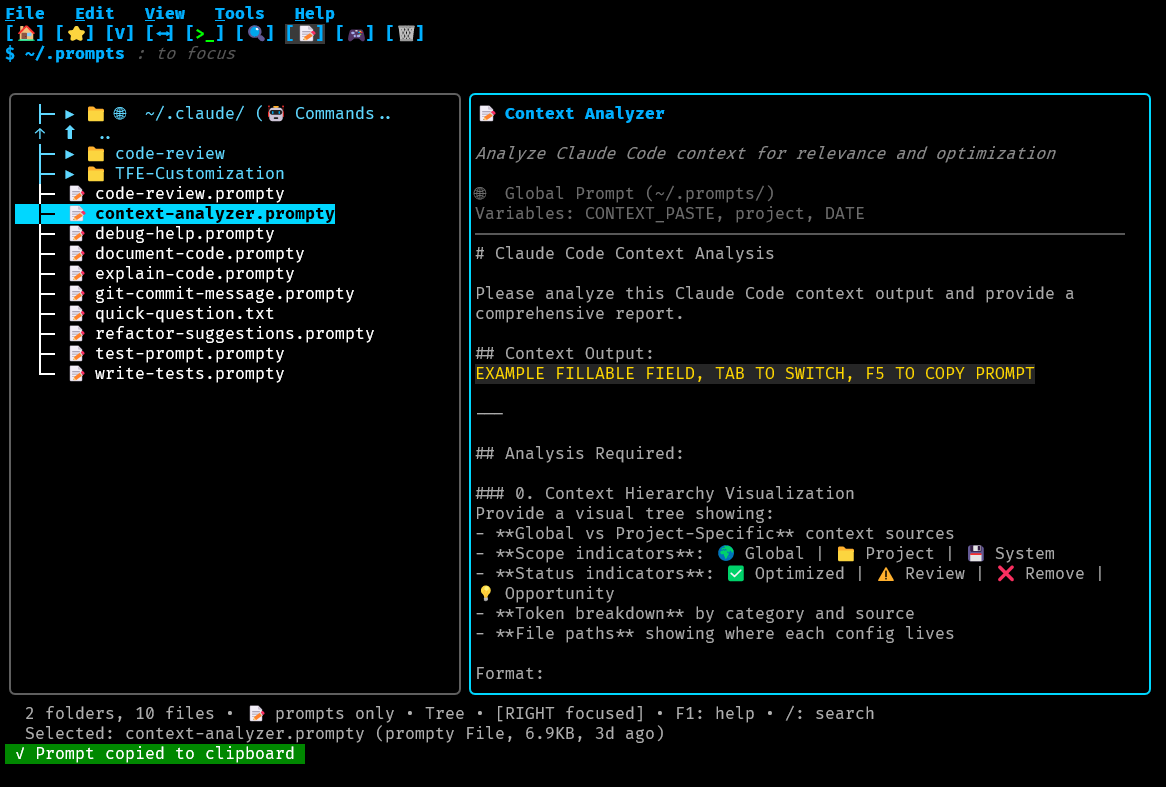 File Edit View Tools Help
[🏠] [⭐] [V] [↔] [>_] [🔍] [📝] [🎮] [🗑]
$ ~/.prompts : to focus
├─ ▶ 📁 🌐 ~/.claude/ (🤖 Commands..
↑ ⬆ ..
├─ ▶ 📁 code-review
├─ ▶ 📁 TFE-Customization
├─ 📝 code-review.prompty
├─ 📝 context-analyzer.prompty
├─ 📝 debug-help.prompty
├─ 📝 document-code.prompty
├─ 📝 explain-code.prompty
├─ 📝 git-commit-message.prompty
├─ 📝 quick-question.txt
├─ 📝 refactor-suggestions.prompty
├─ 📝 test-prompt.prompty
└─ 📝 write-tests.prompty
📝 Context Analyzer
Analyze Claude Code context for relevance and optimization
🌐 Global Prompt (~/.prompts/)
Variables: CONTEXT_PASTE, project, DATE
# Claude Code Context Analysis
Please analyze this Claude Code context output and provide a
comprehensive report.
## Context Output:
EXAMPLE FILLABLE FIELD, TAB TO SWITCH, F5 TO COPY PROMPT
---
## Analysis Required:
### 0. Context Hierarchy Visualization
Provide a visual tree showing:
- **Global vs Project-Specific** context sources
- **Scope indicators**: 🌍 Global | 📁 Project | 💾 System
- **Status indicators**: ✅ Optimized | ⚠️ Review | ❌ Remove |
💡 Opportunity
- **Token breakdown** by category and source
- **File paths** showing where each config lives
Format:
2 folders, 10 files • 📝 prompts only • Tree • [RIGHT focused] • F1: help • /: search
Selected: context-analyzer.prompty (prompty File, 6.9KB, 3d ago)
√ Prompt copied to clipboard